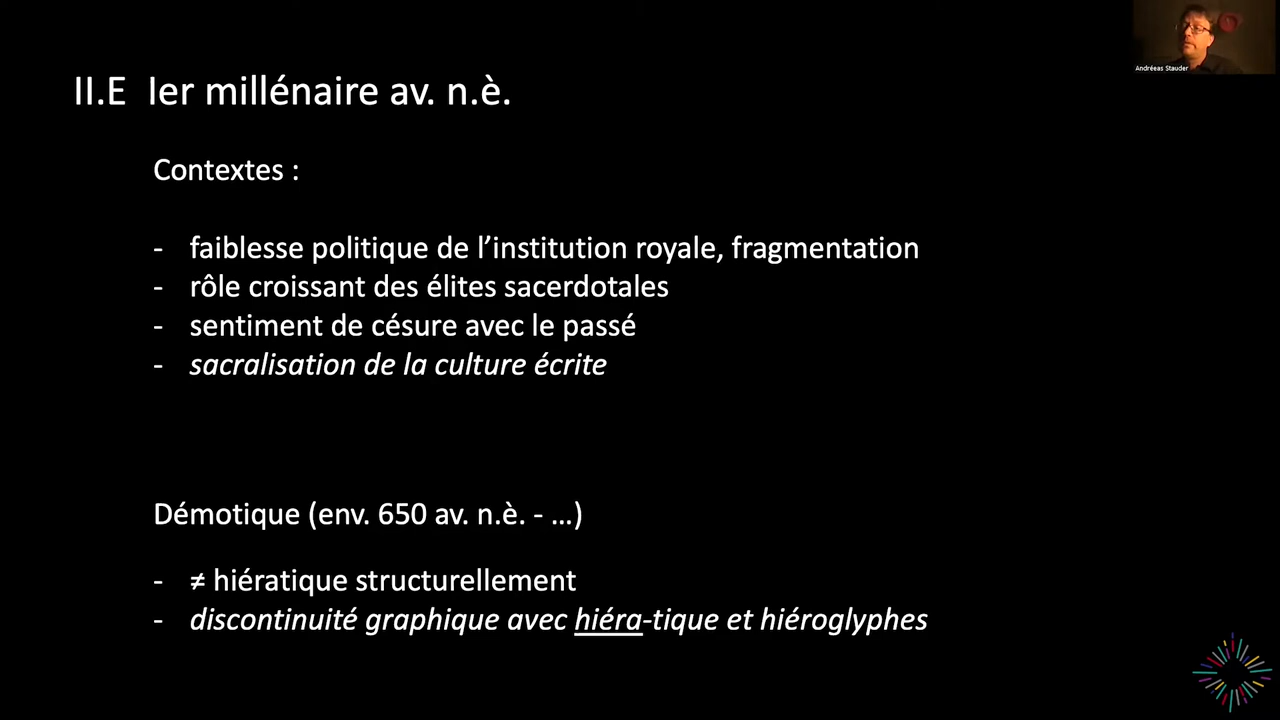 Andréeas Stauder
II.E Ier millénaire av. n.è.
Contextes :
- faiblesse politique de l’institution royale, fragmentation
- rôle croissant des élites sacerdotales
- sentiment de césure avec le passé
- sacralisation de la culture écrite
Démotique (env. 650 av. n.è. - …)
- ≠ hiératique structurellement
- discontinuité graphique avec hiéra-tique et hiéroglyphes